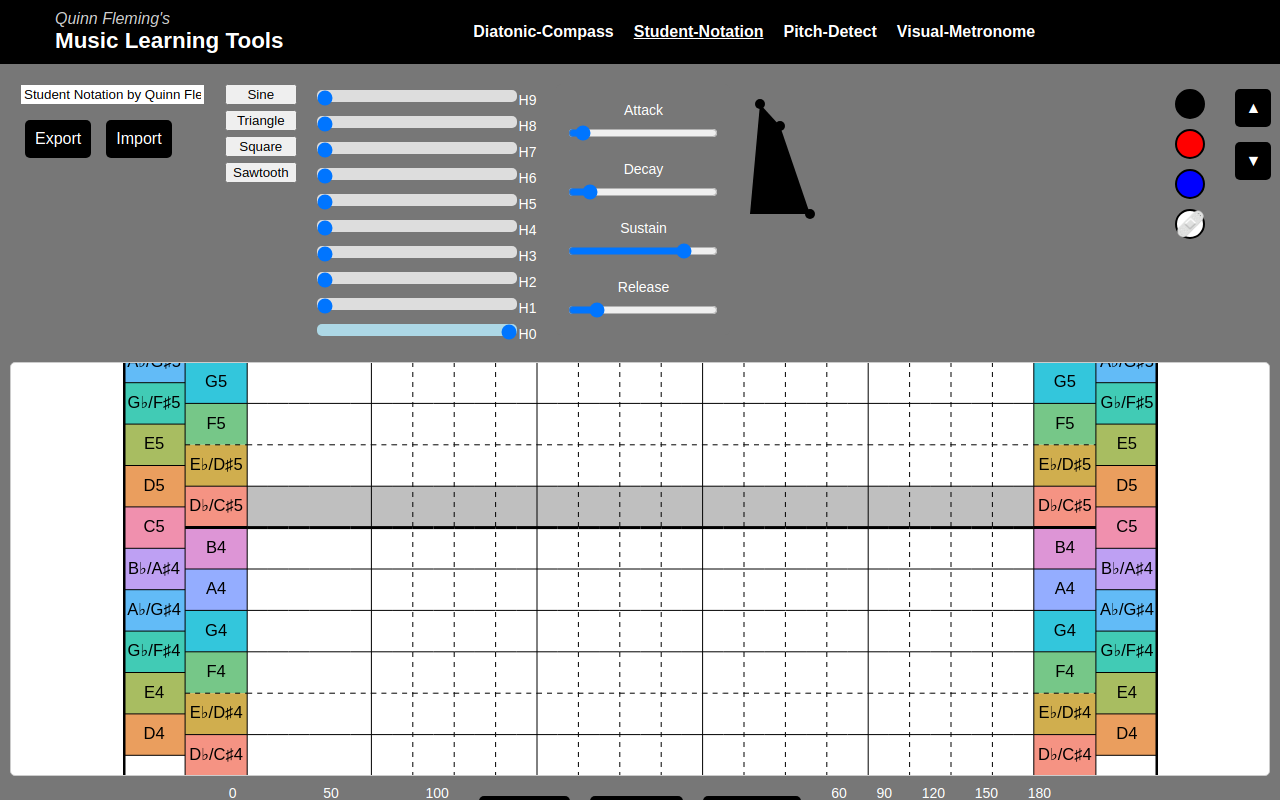 Quinn Fleming's
Music Learning Tools
Diatonic-Compass Student-Notation Pitch-Detect Visual-Metronome
Student Notation by Quinn Fle
Export Import
Sine
Triangle
Square
Sawtooth
H9
H8
H7
H6
H5
H4
H3
H2
H1
H0
Attack
Decay
Sustain
Release
▲
▼
A♭/G♯5 A♭/G♯5
G5 G5
G♭/F♯5 G♭/F♯5
F5 F5
E5 E5
E♭/D♯5 E♭/D♯5
D5 D5
D♭/C♯5 D♭/C♯5
C5 C5
B4 B4
B♭/A♯4 B♭/A♯4
A4 A4
A♭/G♯4 A♭/G♯4
G4 G4
G♭/F♯4 G♭/F♯4
F4 F4
E4 E4
E♭/D♯4 E♭/D♯4
D4 D4
D♭/C♯4 D♭/C♯4
0 50 100 60 90 120 150 180